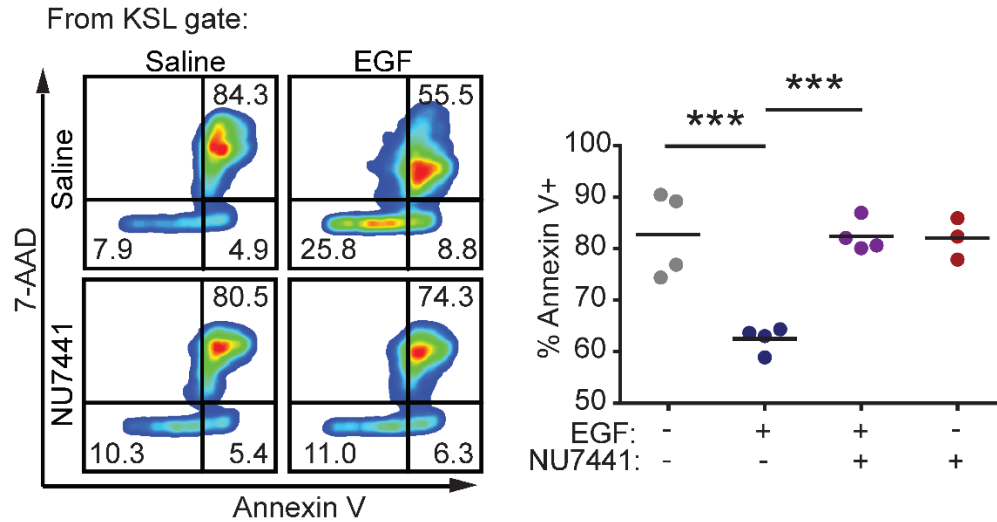 From KSL gate:
Saline EGF
Saline
84.3
7.9 4.9
55.5
25.8 8.8
NU7441
80.5
10.3 5.4
74.3
11.0 6.3
7-AAD
Annexin V
*** ***
% Annexin V+
100
90
80
70
60
50
EGF: - + + -
NU7441: - - + +